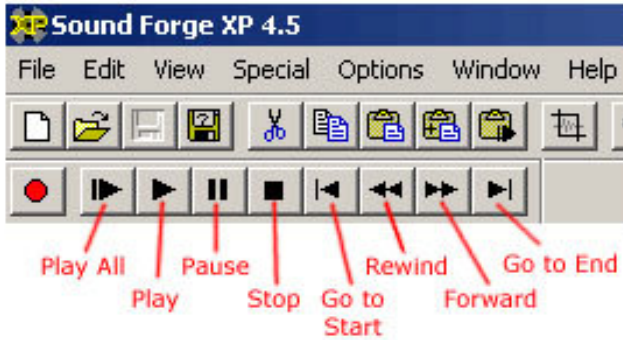 XP Sound Forge XP 4.5
File Edit View Special Options Window Help
Play All Pause Rewind Go to End
Play Stop Go to Forward
Start